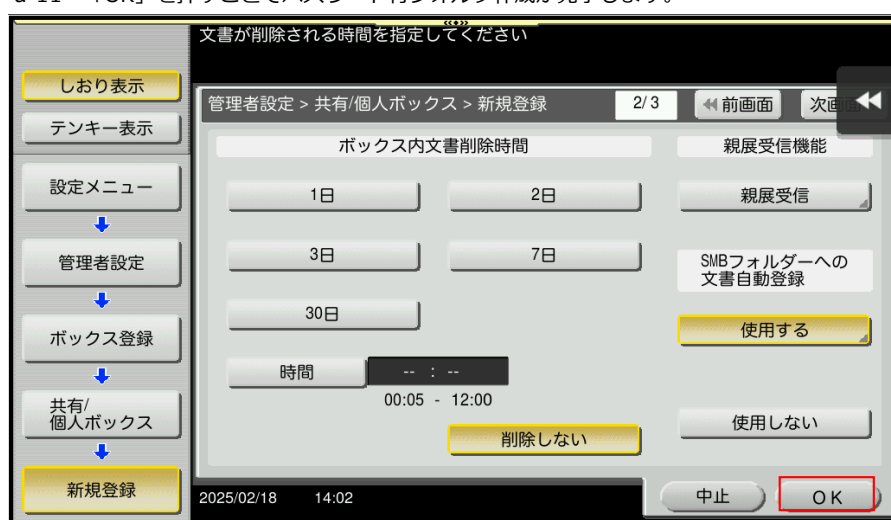 文書が削除される時間を指定してください
しおり表示
テンキー表示
設定メニュー
管理者設定
ボックス登録
共有/
個人ボックス
新規登録
管理者設定 > 共有/個人ボックス > 新規登録
2/ 3
前画面
次画
ボックス内文書削除時間
親展受信機能
1日
2日
親展受信
3日
7日
SMBフォルダーへの
文書自動登録
30日
使用する
時間
-- : --
00:05 - 12:00
削除しない
使用しない
2025/02/18 14:02
中止
OK